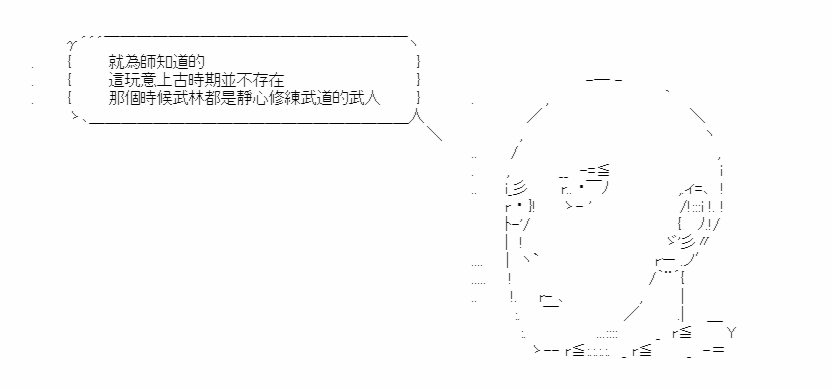 就為師知道的
這玩意上古時期並不存在
那個時候武林都是靜心修練武道的武人